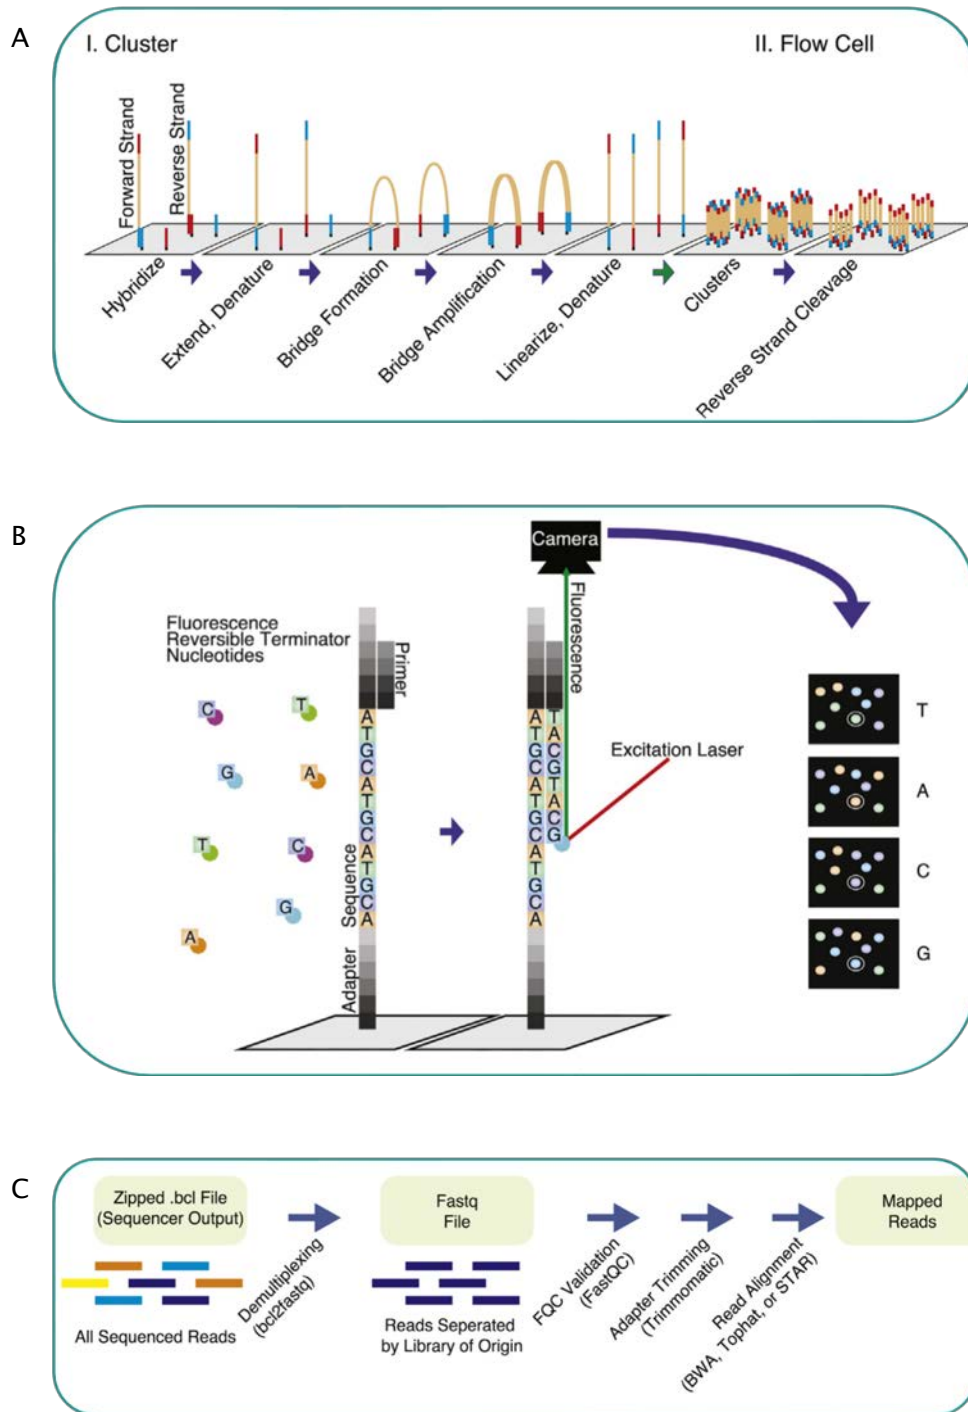 A
I. Cluster
II. Flow Cell
Forward Strand
Reverse Strand
Hybridize
Extend, Denature
Bridge Formation
Bridge Amplification
Linearize, Denature
Clusters
Reverse Strand Cleavage
B
Camera
Fluorescence
Reversible Terminator
Nucleotides
Primer
Fluorescence
Excitation Laser
C
T
G
A
T
C
G
A
Sequence
Adapter
ATGCATGCATGCA
ATGCATGCATGCA
TACGTACG
T
A
C
G
C
Zipped .bcl File
(Sequencer Output)
All Sequenced Reads
Demultiplexing
(bcl2fastq)
Fastq
File
Reads Seperated
by Library of Origin
FQC Validation
(FastQC)
Adapter Trimming
(Trimmomatic)
Read Alignment
(BWA, Tophat, or STAR)
Mapped
Reads